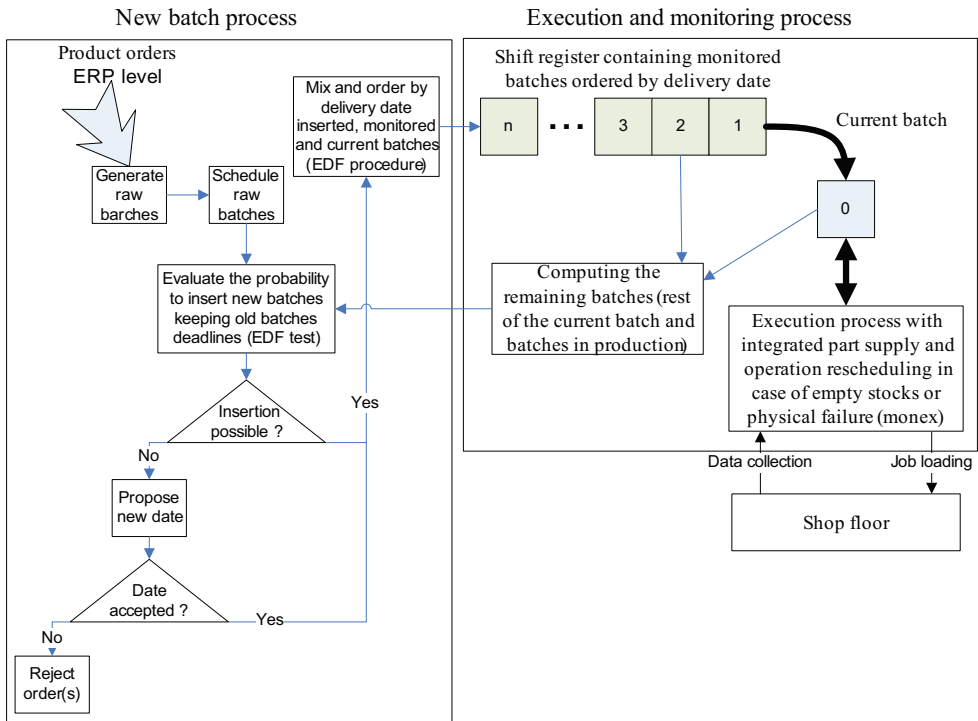 New batch process
Product orders
ERP level
Generate
raw
barches
Schedule
raw
batches
Mix and order by
delivery date
inserted, monitored
and current batches
(EDF procedure)
Evaluate the probability
to insert new batches
keeping old batches
deadlines (EDF test)
Insertion
possible ?
Yes
No
Propose
new date
Date
accepted ?
Yes
No
Reject
order(s)
Execution and monitoring process
Shift register containing monitored
batches ordered by delivery date
n
3
2
1
Current batch
0
Computing the
remaining batches (rest
of the current batch and
batches in production)
Execution process with
integrated part supply and
operation rescheduling in
case of empty stocks or
physical failure (monex)
Data collection
Job loading
Shop floor